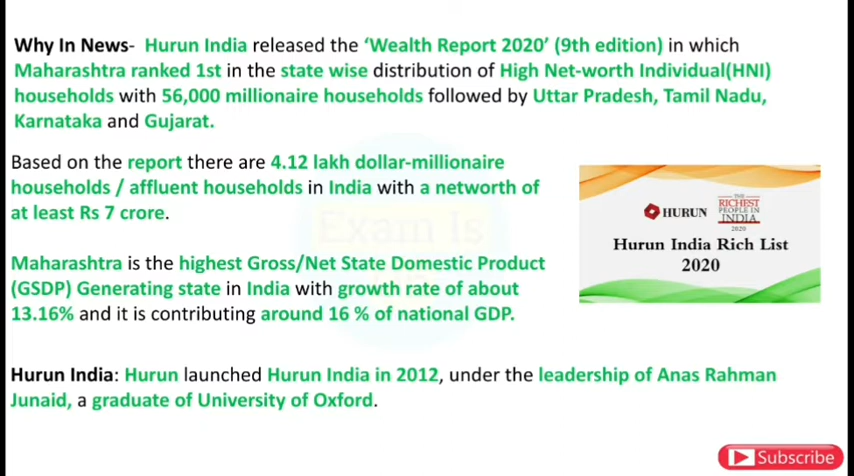 Why In News- Hurun India released the ‘Wealth Report 2020’ (9th edition) in which
Maharashtra ranked 1st in the state wise distribution of High Net-worth Individual(HNI)
households with 56,000 millionaire households followed by Uttar Pradesh, Tamil Nadu,
Karnataka and Gujarat.
Based on the report there are 4.12 lakh dollar-millionaire
households / affluent households in India with a networth of
at least Rs 7 crore.
Exam Is
Maharashtra is the highest Gross/Net State Domestic Product
(GSDP) Generating state in India with growth rate of about
13.16% and it is contributing around 16 % of national GDP.
HURUN
THE
RICHEST
PEOPLE IN
INDIA
2020
Hurun India Rich List
2020
Hurun India: Hurun launched Hurun India in 2012, under the leadership of Anas Rahman
Junaid, a graduate of University of Oxford.
Subscribe